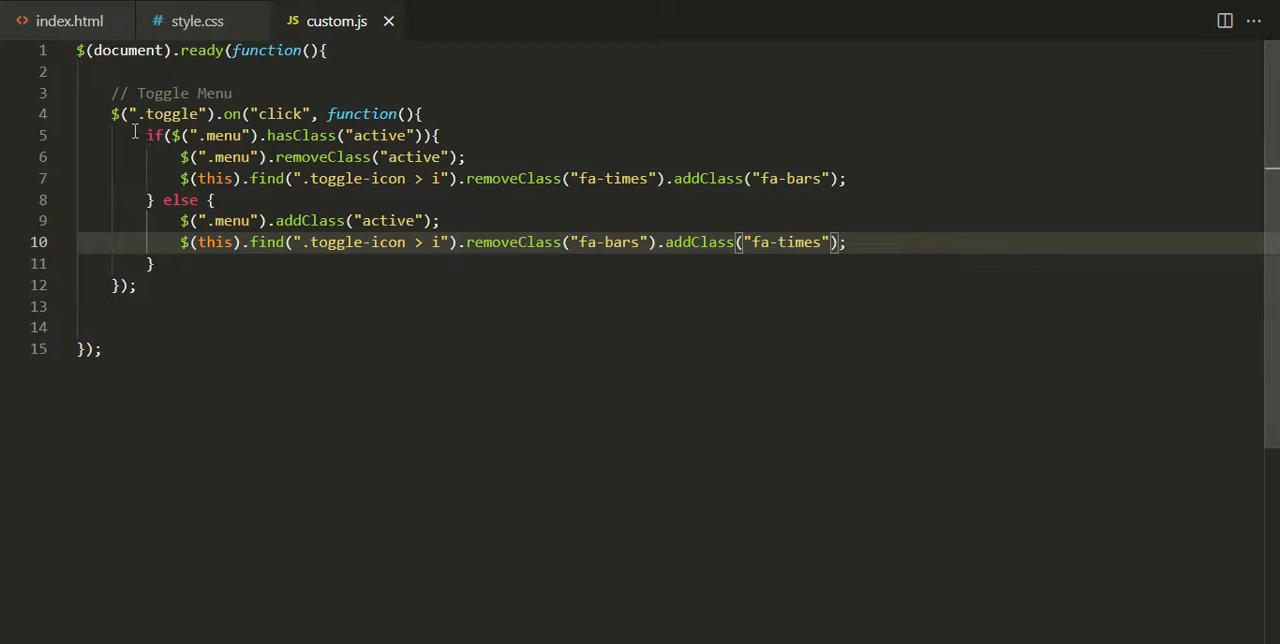 <> index.html # style.css JS custom.js × ...
1 $(document).ready(function(){
2
3 // Toggle Menu
4 $(".toggle").on("click", function(){
5 if($(".menu").hasClass("active")){
6 $(".menu").removeClass("active");
7 $(this).find(".toggle-icon > i").removeClass("fa-times").addClass("fa-bars");
8 } else {
9 $(".menu").addClass("active");
10 $(this).find(".toggle-icon > i").removeClass("fa-bars").addClass("fa-times");
11 }
12 });
13
14
15 });